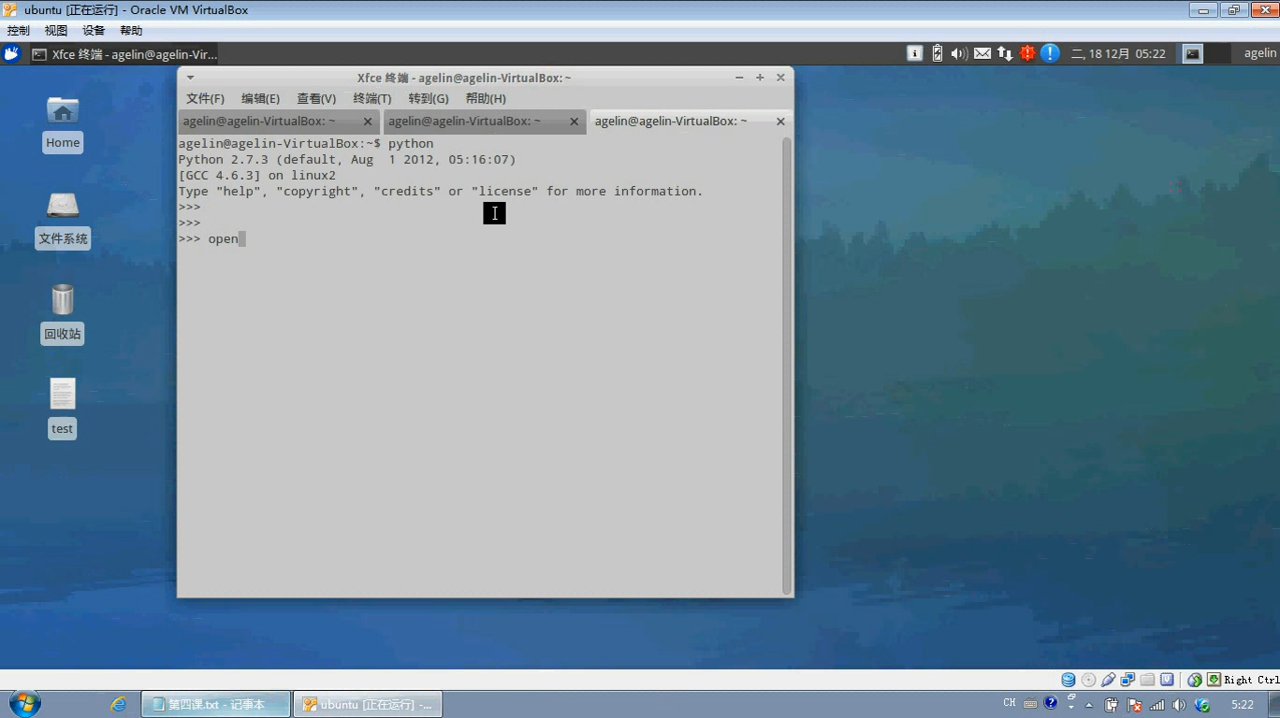 ubuntu [正在运行] - Oracle VM VirtualBox
控制 视图 设备 帮助
Xfce 终端 - agelin@agelin-Vir...
二, 18 12月 05:22
agelin
Xfce 终端 - agelin@agelin-VirtualBox: ~
文件(F) 编辑(E) 查看(V) 终端(T) 转到(G) 帮助(H)
agelin@agelin-VirtualBox: ~ agelin@agelin-VirtualBox: ~ agelin@agelin-VirtualBox: ~
agelin@agelin-VirtualBox:~$ python
Python 2.7.3 (default, Aug  1 2012, 05:16:07)
[GCC 4.6.3] on linux2
Type "help", "copyright", "credits" or "license" for more information.
>>>
>>>
>>> open
Home
文件系统
回收站
test
Right Ctrl
第四课.txt - 记事本
ubuntu [正在运行] -...
CH
5:22